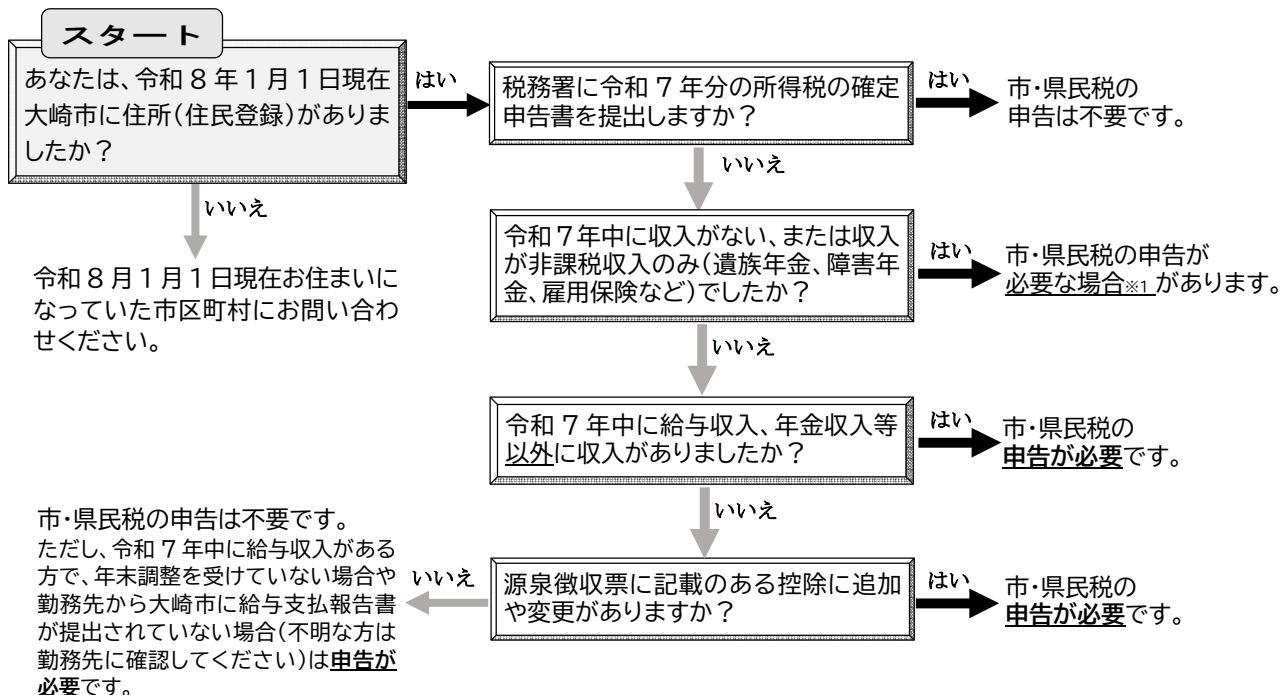 スタート
あなたは、令和8年1月1日現在
大崎市に住所(住民登録)がありま
したか?
はい
税務署に令和7年分の所得税の確定
申告書を提出しますか?
はい
市・県民税の
申告は不要です。
いいえ
いいえ
令和8月1月1日現在お住まいに
なっていた市区町村にお問い合わ
せください。
令和7年中に収入がない、または収入
が非課税収入のみ(遺族年金、障害年
金、雇用保険など)でしたか?
はい
市・県民税の申告が
必要な場合※1があります。
いいえ
令和7年中に給与収入、年金収入等
以外に収入がありましたか?
はい
市・県民税の
申告が必要です。
いいえ
源泉徴収票に記載のある控除に追加
や変更がありますか?
はい
市・県民税の
申告が必要です。
いいえ
市・県民税の申告は不要です。
ただし、令和7年中に給与収入がある
方で、年末調整を受けていない場合や
勤務先から大崎市に給与支払報告書
が提出されていない場合(不明な方は
勤務先に確認してください)は申告が
必要です。